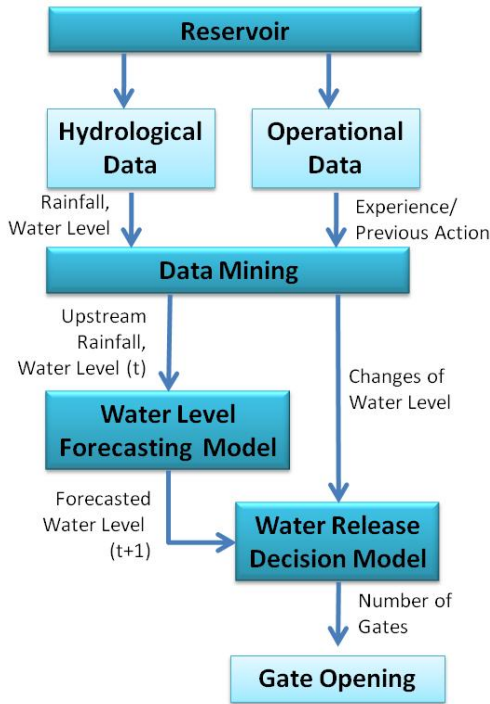 Reservoir
Hydrological
Data
Operational
Data
Rainfall,
Water Level
Experience/
Previous Action
Data Mining
Upstream
Rainfall,
Water Level (t)
Changes of
Water Level
Water Level
Forecasting Model
Forecasted
Water Level
(t+1)
Water Release
Decision Model
Number of
Gates
Gate Opening